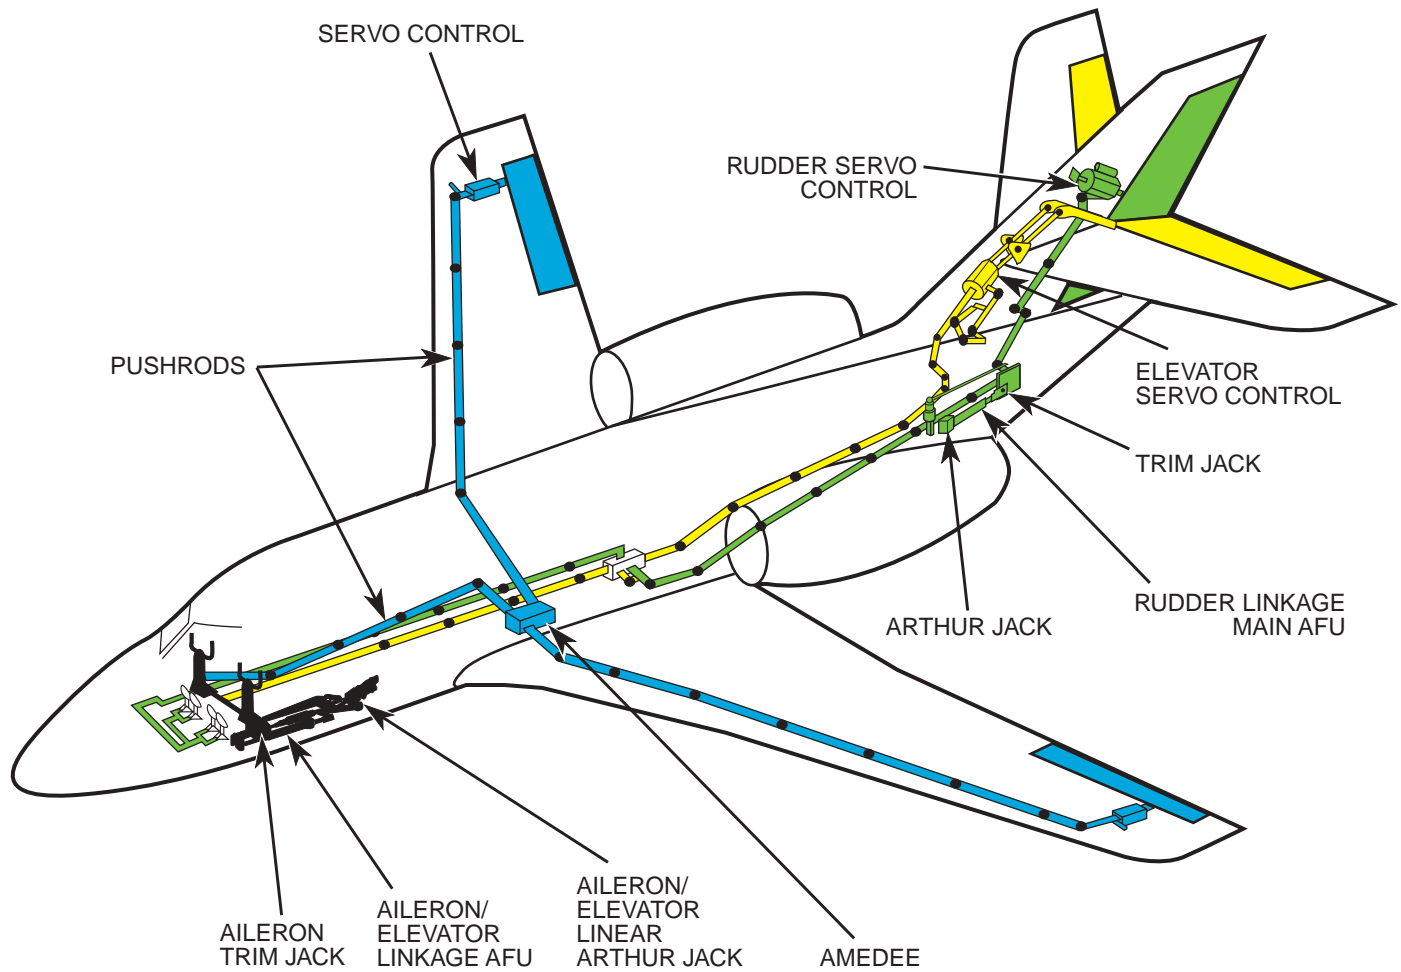 SERVO CONTROL
RUDDER SERVO
CONTROL
PUSHRODS
ELEVATOR
SERVO CONTROL
TRIM JACK
RUDDER LINKAGE
MAIN AFU
ARTHUR JACK
AILERON
TRIM JACK
AILERON/
ELEVATOR
LINKAGE AFU
AILERON/
ELEVATOR
LINEAR
ARTHUR JACK
AMEDEE